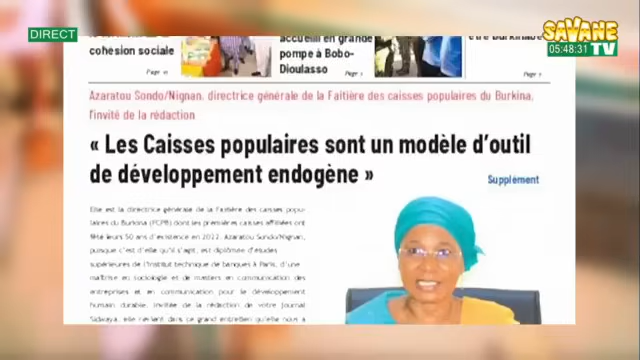 DIRECT
SAVANE
TV
05:48:31
cohesion sociale
Page
accueilli en grande
pompe à Bobo-
Dioulasso
Page
Page
Azaratou Sondo/Nignan, directrice générale de la Faîtière des caisses populaires du Burkina,
l'invité de la rédaction
« Les Caisses populaires sont un modèle d'outil
de développement endogène »
Supplément
Elle est la directrice générale de la Faîtière des caisses popu-
laires du Burkina (FCPB) dont les premières caisses affiliées ont
fêté leurs 50 ans d'existence en 2022. Azaratou Sondo/Nignan,
puisque c'est d'elle qu'il s'agit, est diplômée d'études
supérieures de l'Institut technique de banques à Paris, d'une
maîtrise en sociologie et de masters en communication des
entreprises et en communication pour le développement
humain durable. Invitée de la rédaction de votre journal
Sidwaya, elle revient dans ce grand entretien qu'elle nous a